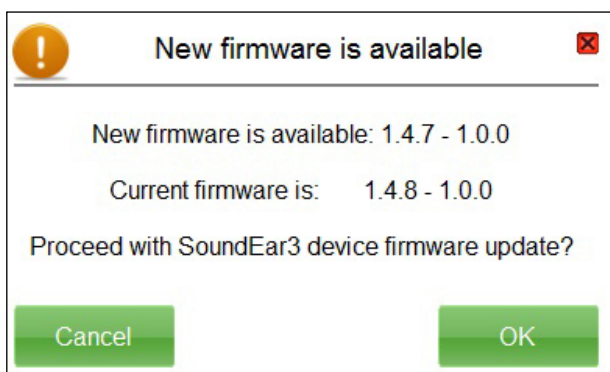 New firmware is available
New firmware is available: 1.4.7 - 1.0.0
Current firmware is: 1.4.8 - 1.0.0
Proceed with SoundEar3 device firmware update?
Cancel OK